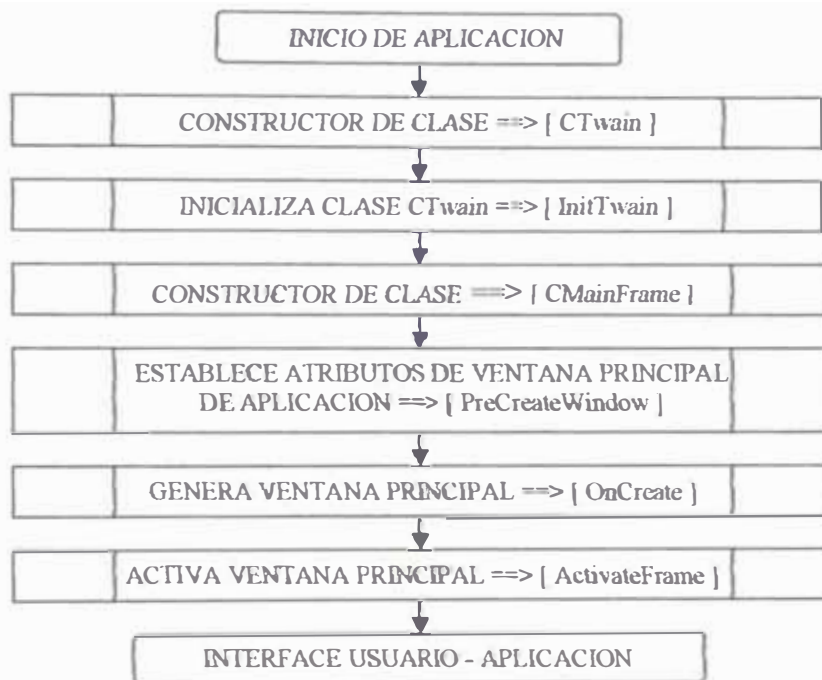 INICIO DE APLICACION
CONSTRUCTOR DE CLASE ==> [ CTwain ]
INICIALIZA CLASE CTwain ==> [ InitTwain ]
CONSTRUCTOR DE CLASE ==> [ CMainFrame ]
ESTABLECE ATRIBUTOS DE VENTANA PRINCIPAL
DE APLICACION ==> [ PreCreateWindow ]
GENERA VENTANA PRINCIPAL ==> [ OnCreate ]
ACTIVA VENTANA PRINCIPAL ==> [ ActivateFrame ]
INTERFACE USUARIO - APLICACION